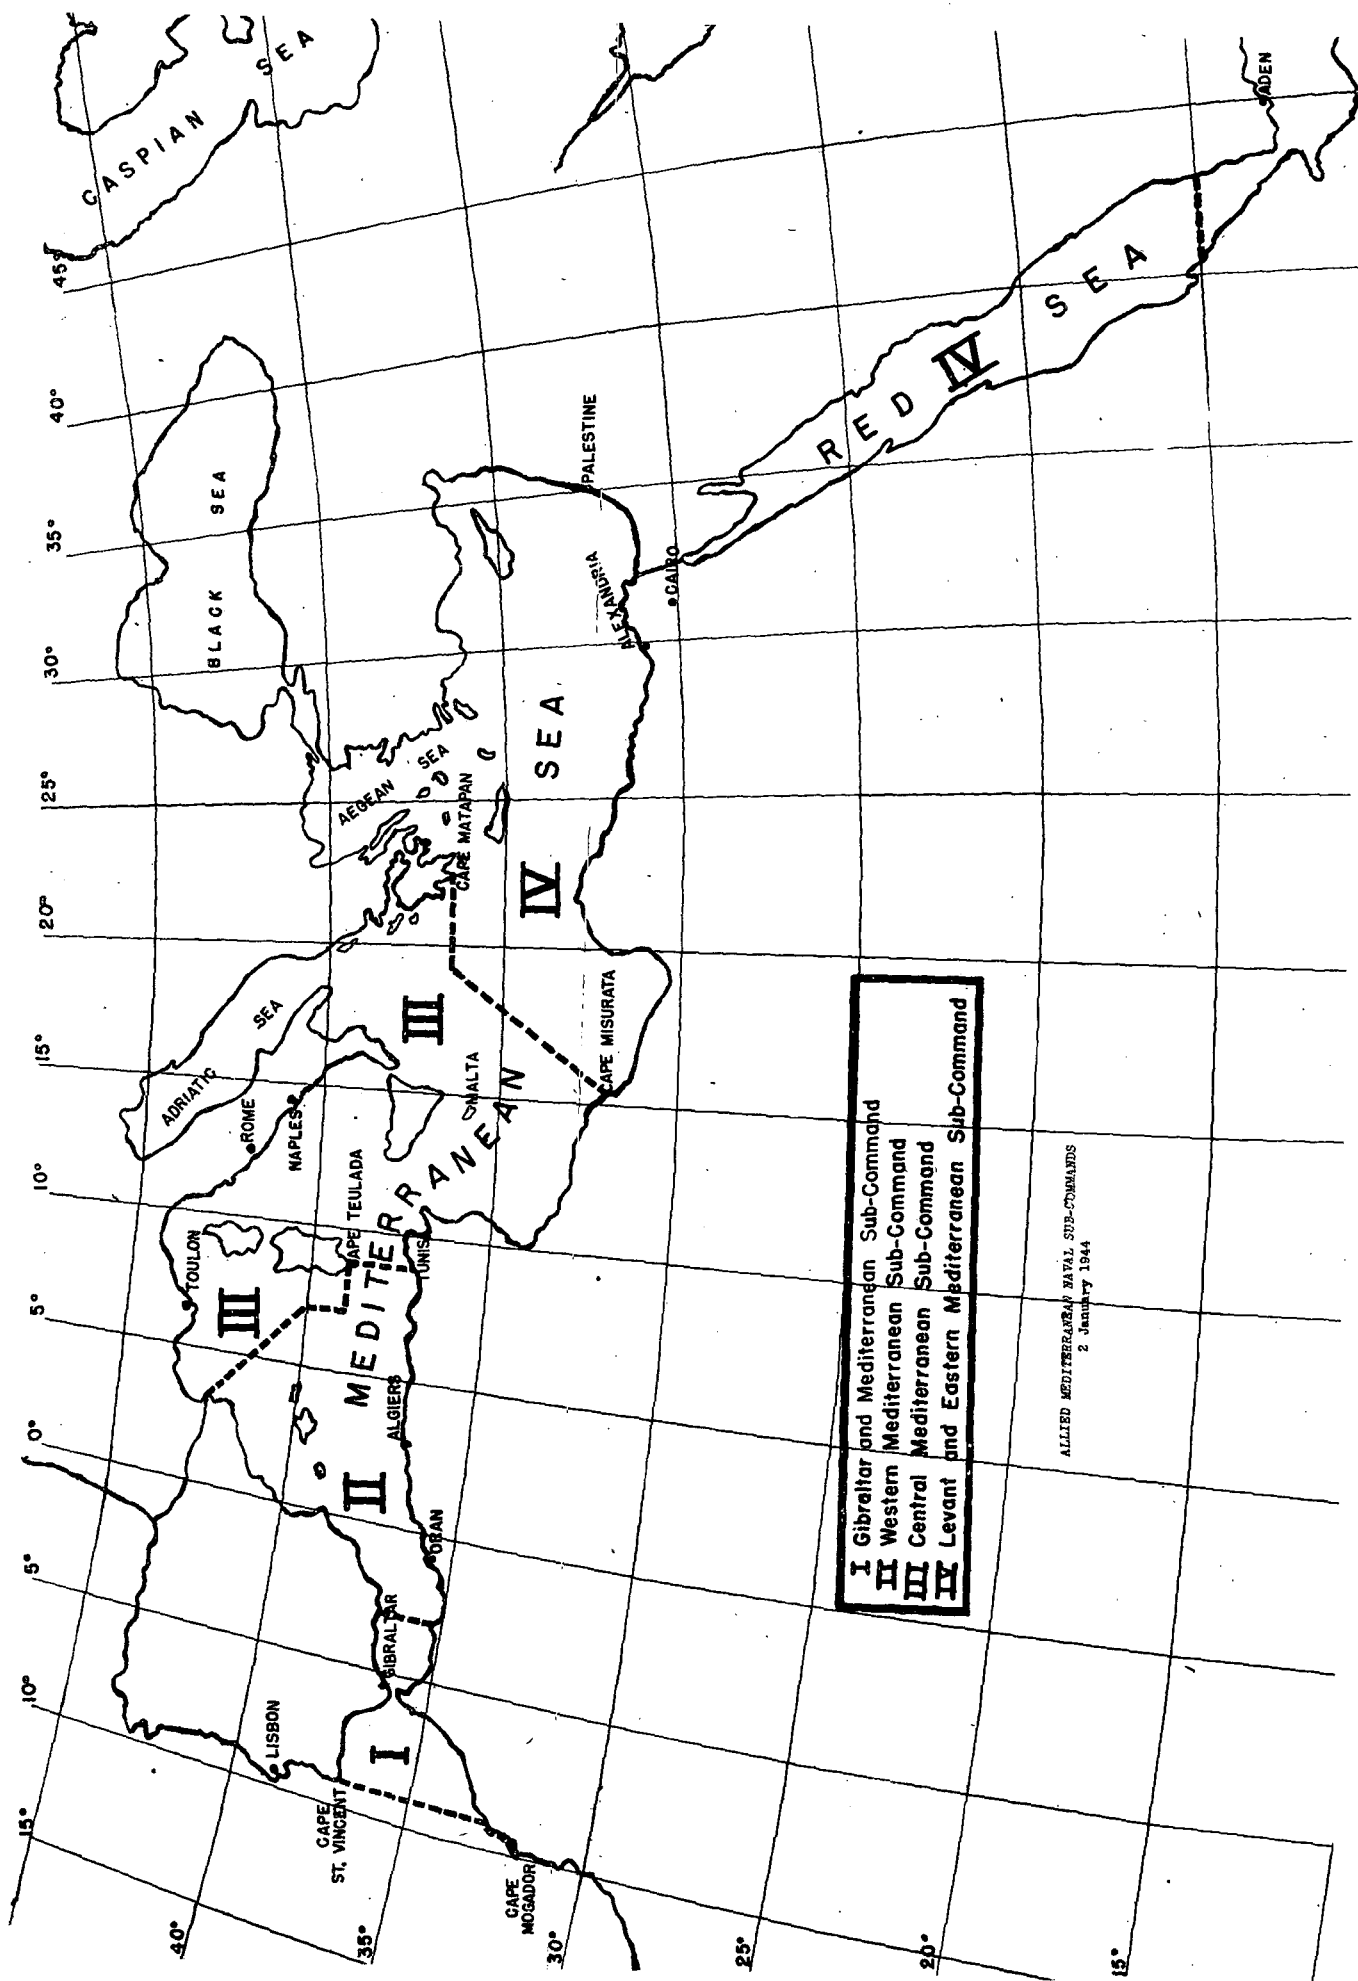 15°
10°
5°
0°
5°
10°
15°
20°
25°
30°
35°
40°
45°
40°
35°
30°
25°
20°
15°
CASPIAN
SEA
BLACK SEA
ADRIATIC SEA
AEGEAN SEA
MEDITERRANEAN SEA
RED SEA
LISBON
CAPE
ST. VINCENT
CAPE
MOGADOR
GIBRALTAR
ORAN
ALGIERS
TOULON
CAPE TEULADA
TUNIS
ROME
NAPLES
MALTA
CAPE MISURATA
CAPE MATAPAN
ALEXANDRIA
CAIRO
PALESTINE
ADEN
I
II
III
III
IV
IV
I Gibraltar and Mediterranean Sub-Command
II Western Mediterranean Sub-Command
III Central Mediterranean Sub-Command
IV Levant and Eastern Mediterranean Sub-Command
ALLIED MEDITERRANEAN NAVAL SUB-COMMANDS
2 January 1944